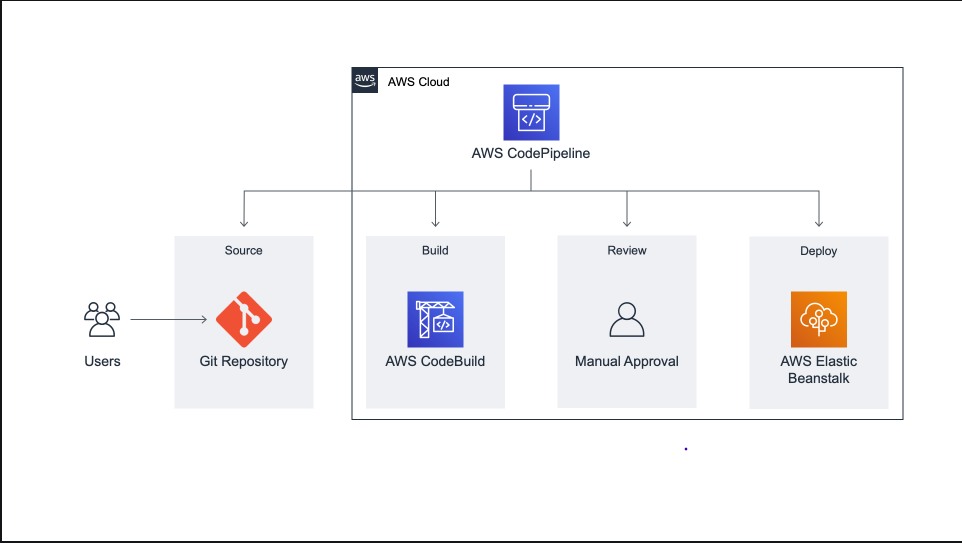 aws
AWS Cloud
</>
AWS CodePipeline
Source
Build
Review
Deploy
</>
Users
Git Repository
AWS CodeBuild
Manual Approval
AWS Elastic
Beanstalk